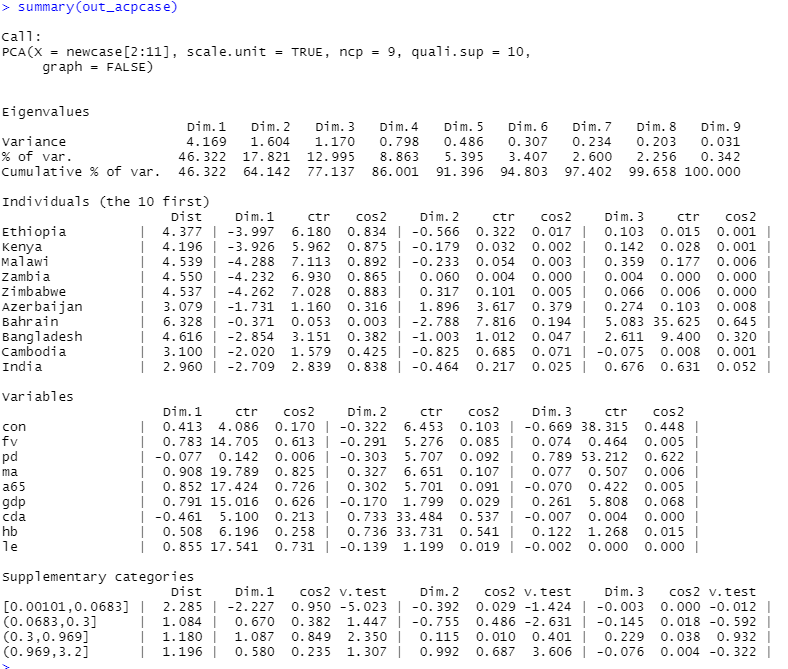 > summary(out_acpcase)
Call:
PCA(X = newcase[2:11], scale.unit = TRUE, ncp = 9, quali.sup = 10,
graph = FALSE)
Eigenvalues
Dim.1 Dim.2 Dim.3 Dim.4 Dim.5 Dim.6 Dim.7 Dim.8 Dim.9
Variance 4.169 1.604 1.170 0.798 0.486 0.307 0.234 0.203 0.031
% of var. 46.322 17.821 12.995 8.863 5.395 3.407 2.600 2.256 0.342
Cumulative % of var. 46.322 64.142 77.137 86.001 91.396 94.803 97.402 99.658 100.000
Individuals (the 10 first)
Dist Dim.1 ctr cos2 Dim.2 ctr cos2 Dim.3 ctr cos2
Ethiopia | 4.377 | -3.997 6.180 0.834 | -0.566 0.322 0.017 | 0.103 0.015 0.001 |
Kenya | 4.196 | -3.926 5.962 0.875 | -0.179 0.032 0.002 | 0.142 0.028 0.001 |
Malawi | 4.539 | -4.288 7.113 0.892 | -0.233 0.054 0.003 | 0.359 0.177 0.006 |
Zambia | 4.550 | -4.232 6.930 0.865 | 0.060 0.004 0.000 | 0.004 0.000 0.000 |
Zimbabwe | 4.537 | -4.262 7.028 0.883 | 0.317 0.101 0.005 | 0.066 0.006 0.000 |
Azerbaijan | 3.079 | -1.731 1.160 0.316 | 1.896 3.617 0.379 | 0.274 0.103 0.008 |
Bahrain | 6.328 | -0.371 0.053 0.003 | -2.788 7.816 0.194 | 5.083 35.625 0.645 |
Bangladesh | 4.616 | -2.854 3.151 0.382 | -1.003 1.012 0.047 | 2.611 9.400 0.320 |
Cambodia | 3.100 | -2.020 1.579 0.425 | -0.825 0.685 0.071 | -0.075 0.008 0.001 |
India | 2.960 | -2.709 2.839 0.838 | -0.464 0.217 0.025 | 0.676 0.631 0.052 |
Variables
Dim.1 ctr cos2 Dim.2 ctr cos2 Dim.3 ctr cos2
con | 0.413 4.086 0.170 | -0.322 6.453 0.103 | -0.669 38.315 0.448 |
fv | 0.783 14.705 0.613 | -0.291 5.276 0.085 | 0.074 0.464 0.005 |
pd | -0.077 0.142 0.006 | -0.303 5.707 0.092 | 0.789 53.212 0.622 |
ma | 0.908 19.789 0.825 | 0.327 6.651 0.107 | 0.077 0.507 0.006 |
a65 | 0.852 17.424 0.726 | 0.302 5.701 0.091 | -0.070 0.422 0.005 |
gdp | 0.791 15.016 0.626 | -0.170 1.799 0.029 | 0.261 5.808 0.068 |
cda | -0.461 5.100 0.213 | 0.733 33.484 0.537 | -0.007 0.004 0.000 |
hb | 0.508 6.196 0.258 | 0.736 33.731 0.541 | 0.122 1.268 0.015 |
le | 0.855 17.541 0.731 | -0.139 1.199 0.019 | -0.002 0.000 0.000 |
Supplementary categories
Dist Dim.1 cos2 v.test Dim.2 cos2 v.test Dim.3 cos2 v.test
[0.00101,0.0683] | 2.285 | -2.227 0.950 -5.023 | -0.392 0.029 -1.424 | -0.003 0.000 -0.012 |
(0.0683,0.3] | 1.084 | 0.670 0.382 1.447 | -0.755 0.486 -2.631 | -0.145 0.018 -0.592 |
(0.3,0.969] | 1.180 | 1.087 0.849 2.350 | 0.115 0.010 0.401 | 0.229 0.038 0.932 |
(0.969,3.2] | 1.196 | 0.580 0.235 1.307 | 0.992 0.687 3.606 | -0.076 0.004 -0.322 |
>